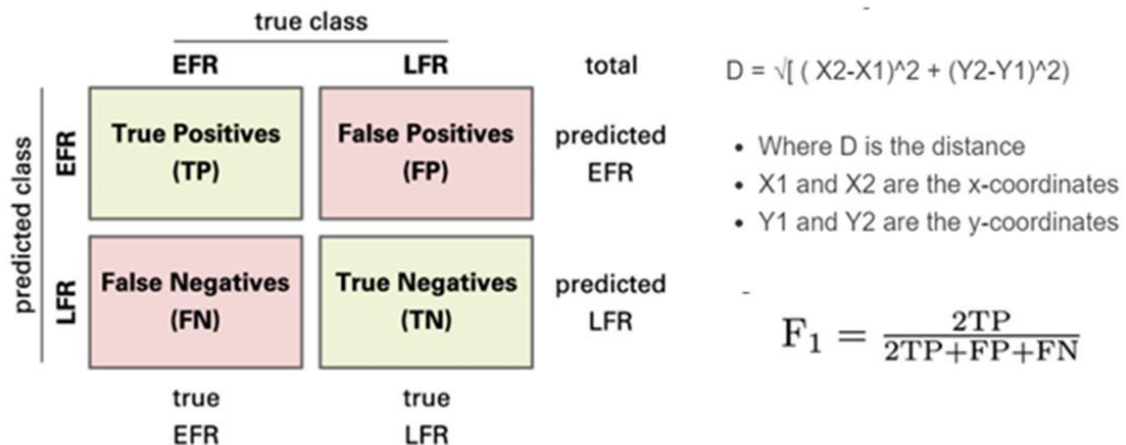 true class
EFR LFR total
predicted class
EFR
True Positives
(TP)
False Positives
(FP)
predicted
EFR
LFR
False Negatives
(FN)
True Negatives
(TN)
predicted
LFR
true
EFR
true
LFR
D = √[ ( X2-X1)^2 + (Y2-Y1)^2)
• Where D is the distance
• X1 and X2 are the x-coordinates
• Y1 and Y2 are the y-coordinates
F₁ = 2TP / 2TP+FP+FN